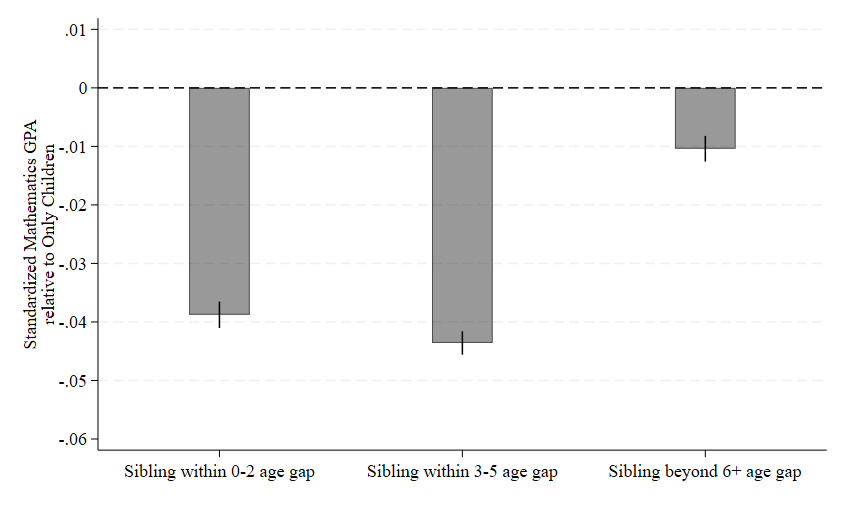 Standardized Mathematics GPA
relative to Only Children
.01
0
-.01
-.02
-.03
-.04
-.05
-.06
Sibling within 0-2 age gap
Sibling within 3-5 age gap
Sibling beyond 6+ age gap